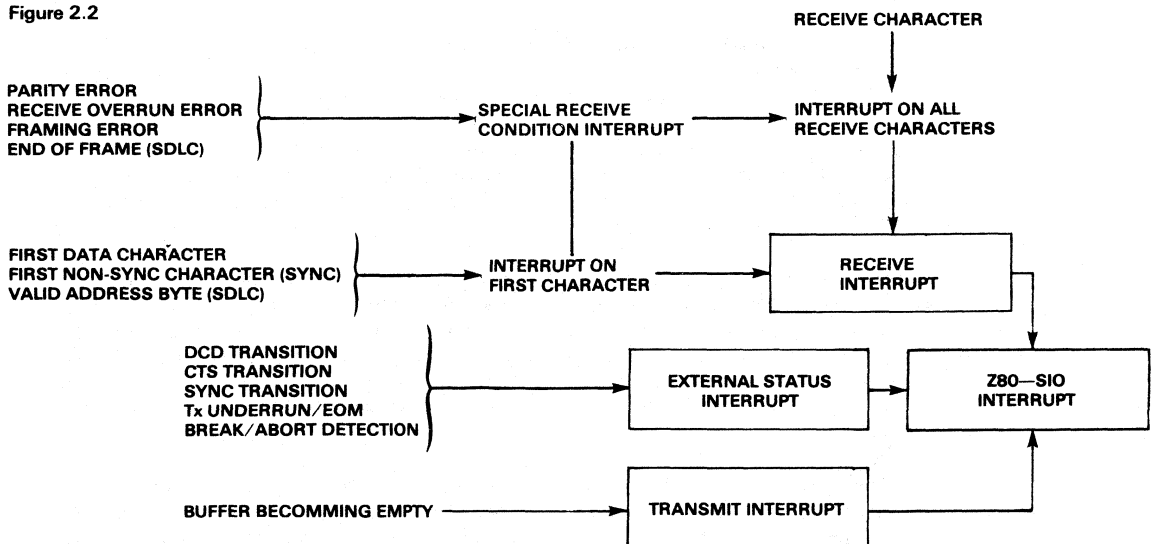 Figure 2.2
RECEIVE CHARACTER
PARITY ERROR
RECEIVE OVERRUN ERROR
FRAMING ERROR
END OF FRAME (SDLC)
SPECIAL RECEIVE
CONDITION INTERRUPT
INTERRUPT ON ALL
RECEIVE CHARACTERS
FIRST DATA CHARACTER
FIRST NON-SYNC CHARACTER (SYNC)
VALID ADDRESS BYTE (SDLC)
INTERRUPT ON
FIRST CHARACTER
RECEIVE
INTERRUPT
DCD TRANSITION
CTS TRANSITION
SYNC TRANSITION
Tx UNDERRUN/EOM
BREAK/ABORT DETECTION
EXTERNAL STATUS
INTERRUPT
Z80—SIO
INTERRUPT
BUFFER BECOMMING EMPTY
TRANSMIT INTERRUPT